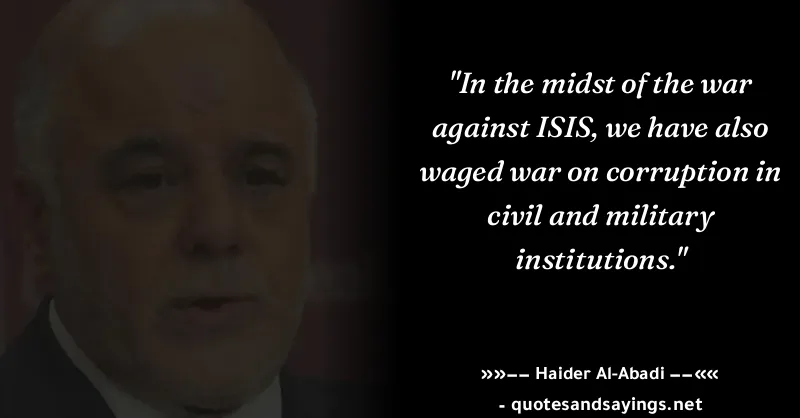 "In the midst of the war
against ISIS, we have also
waged war on corruption in
civil and military
institutions."
»»−− Haider Al-Abadi −−««
- quotesandsayings.net